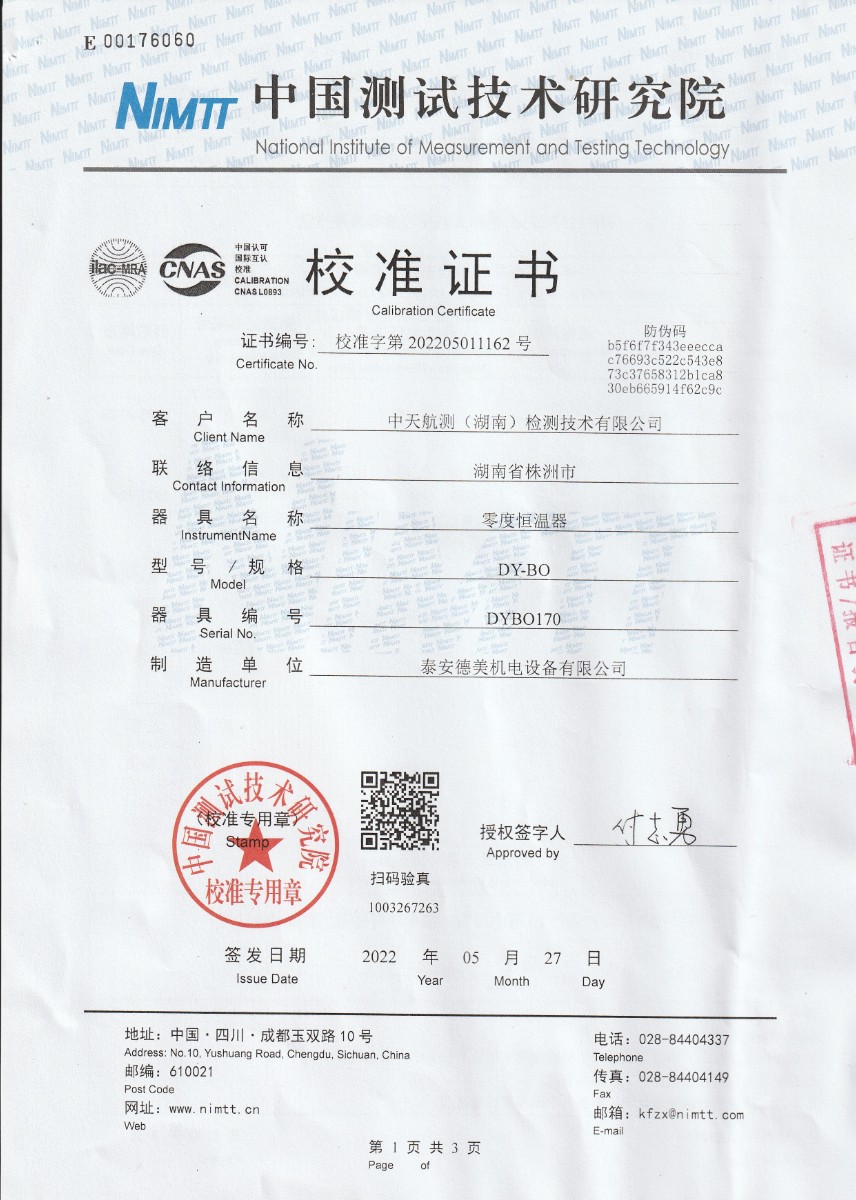 E 00176060
NIMTT 中国测试技术研究院
National Institute of Measurement and Testing Technology
ilac-MRA
CNAS
中国认可
国际互认
校准
CALIBRATION
CNAS L0893
校准证书
Calibration Certificate
证书编号: 校准字第 202205011162 号
Certificate No.
防伪码
b5f6f7f343eeecca
c76693c522c543e8
73c37658312b1ca8
30eb665914f62c9c
客户名称 中天航测（湖南）检测技术有限公司
Client Name
联络信息 湖南省株洲市
Contact Information
器具名称 零度恒温器
InstrumentName
型号/规格 DY-BO
Model
器具编号 DYBO170
Serial No.
制造单位 泰安德美机电设备有限公司
Manufacturer
证书/报告
中国测试技术研究院
（校准专用章）
Stamp
校准专用章
扫码验真
1003267263
授权签字人 付志勇
Approved by
签发日期 2022 年 05 月 27 日
Issue Date Year Month Day
地址：中国·四川·成都玉双路 10 号
Address: No.10, Yushuang Road, Chengdu, Sichuan, China
邮编：610021
Post Code
网址：www.nimtt.cn
Web
电话：028-84404337
Telephone
传真：028-84404149
Fax
邮箱：kfzx@nimtt.com
E-mail
第 1 页 共 3 页
Page of